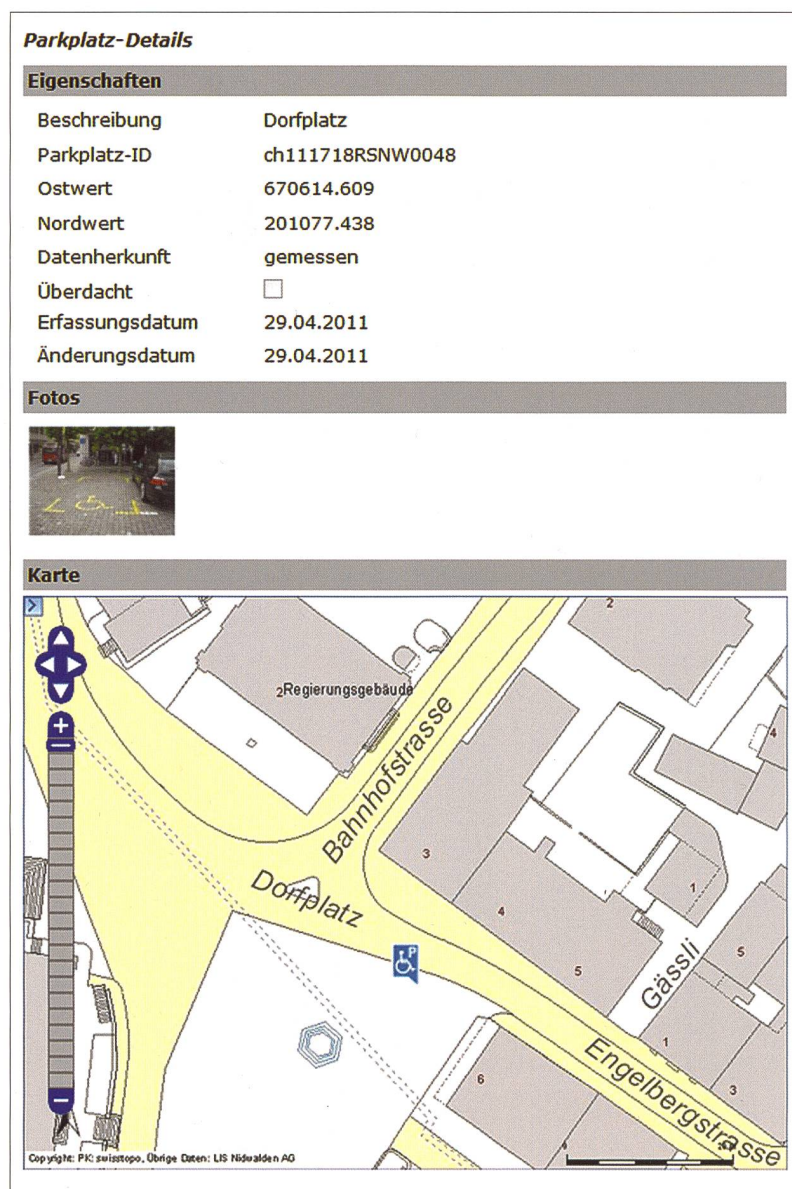 Parkplatz-Details
Eigenschaften
Beschreibung Dorfplatz
Parkplatz-ID ch111718RSNW0048
Ostwert 670614.609
Nordwert 201077.438
Datenherkunft gemessen
Überdacht
Erfassungsdatum 29.04.2011
Änderungsdatum 29.04.2011
Fotos
Karte
2
2 Regierungsgebäude
Bahnhofstrasse
4
3
Dorfplatz
1
4
P
5
5
Gässli
1
Engelbergstrasse
6
3
Copyright: PK: swisstopo, Übrige Daten: LIS Nidwalden AG